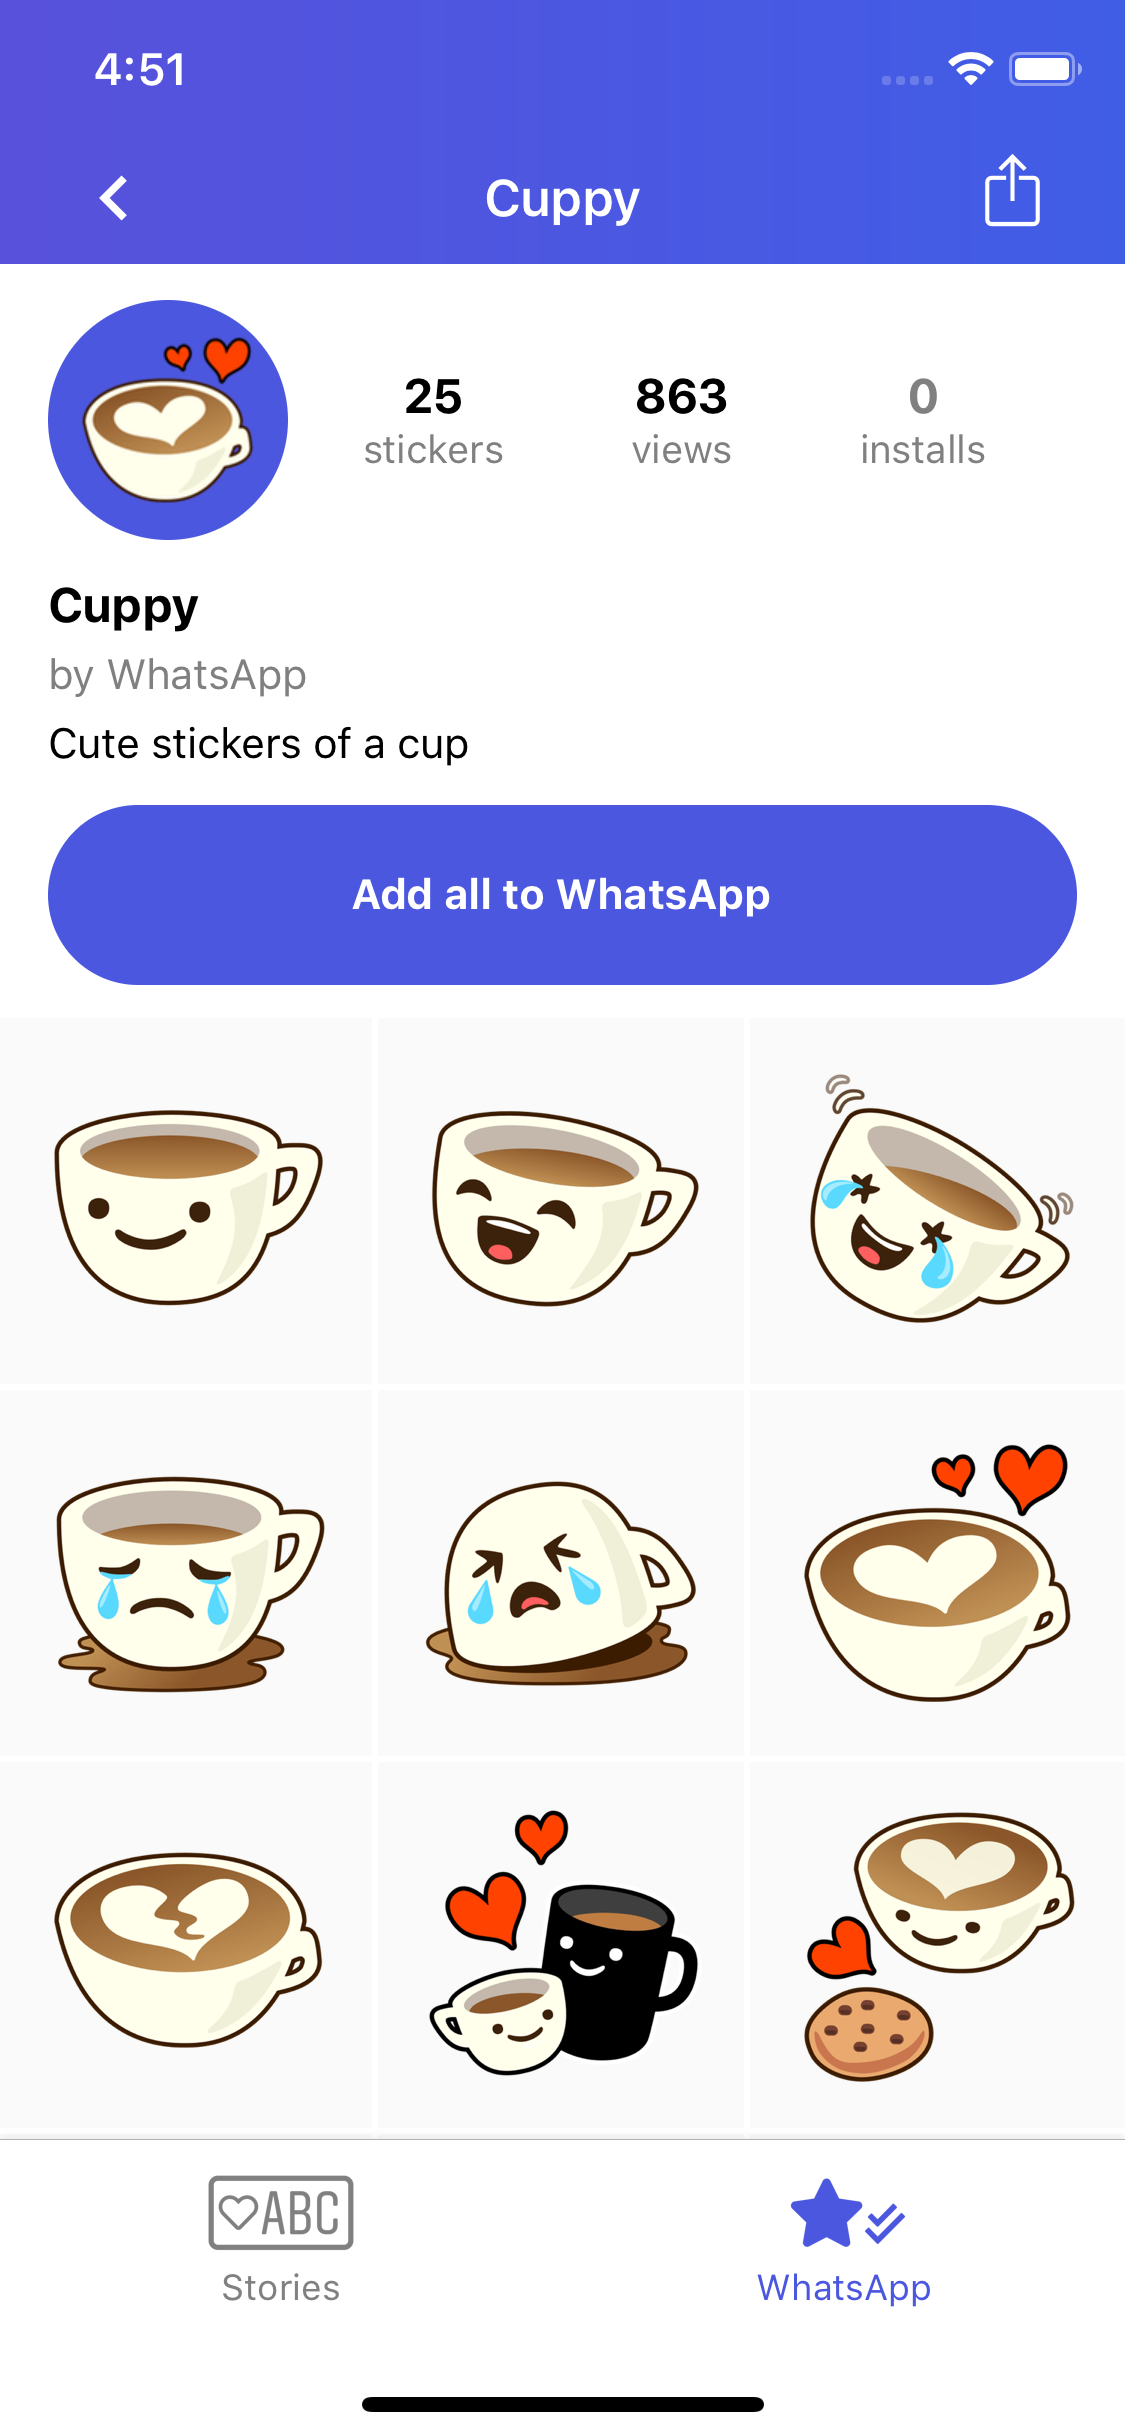 4:51
Cuppy
25 863 0
stickers views installs
Cuppy
by WhatsApp
Cute stickers of a cup
Add all to WhatsApp
ABC
Stories WhatsApp